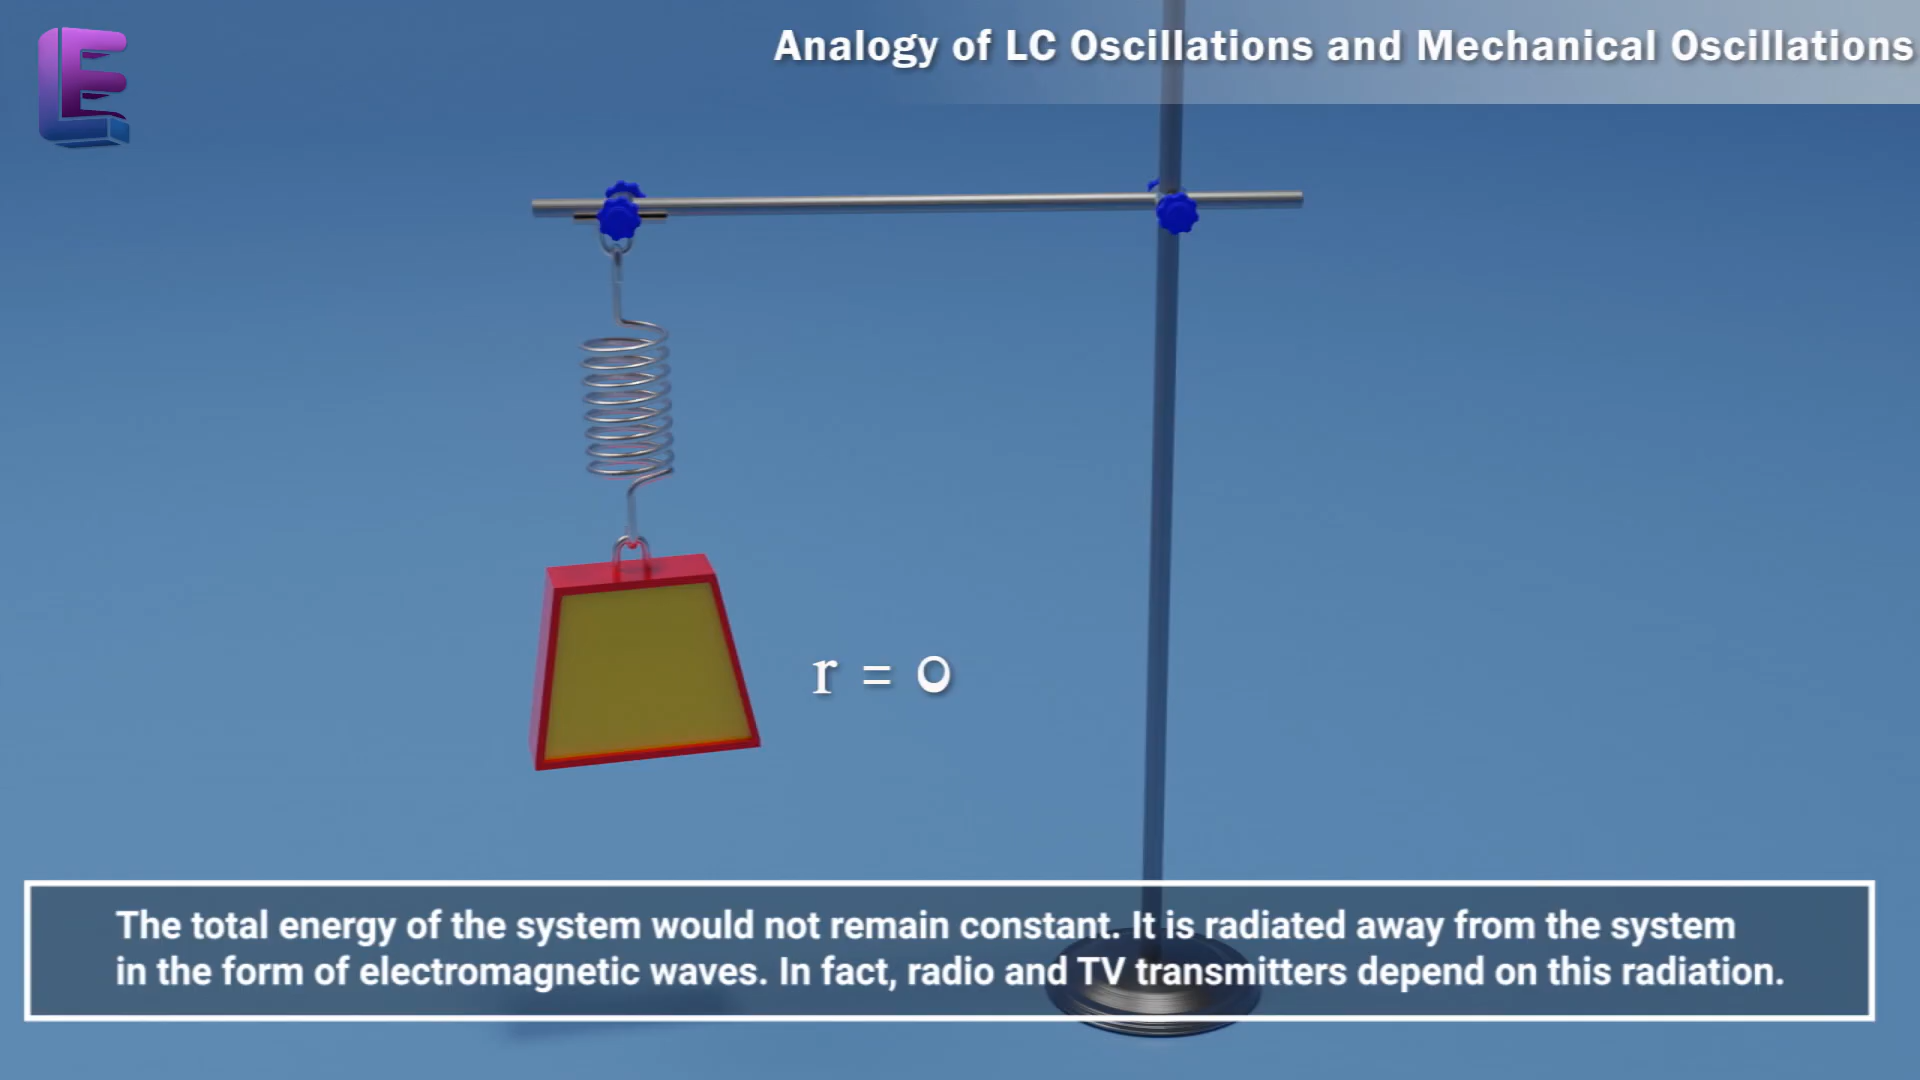 Analogy of LC Oscillations and Mechanical Oscillations
r = 0
The total energy of the system would not remain constant. It is radiated away from the system
in the form of electromagnetic waves. In fact, radio and TV transmitters depend on this radiation.